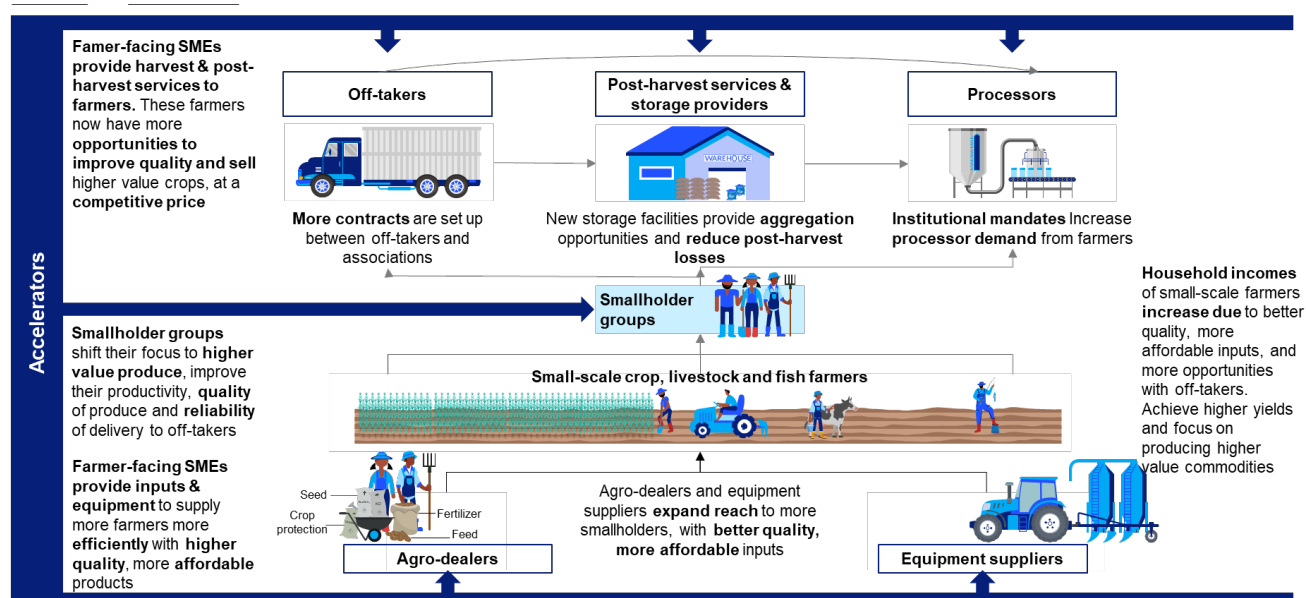 Accelerators
Famer-facing SMEs
provide harvest & post-
harvest services to
farmers. These farmers
now have more
opportunities to
improve quality and sell
higher value crops, at a
competitive price
Off-takers
Post-harvest services &
storage providers
Processors
WAREHOUSE
More contracts are set up
between off-takers and
associations
New storage facilities provide aggregation
opportunities and reduce post-harvest
losses
Institutional mandates Increase
processor demand from farmers
Smallholder
groups
Smallholder groups
shift their focus to higher
value produce, improve
their productivity, quality
of produce and reliability
of delivery to off-takers
Small-scale crop, livestock and fish farmers
Household incomes
of small-scale farmers
increase due to better
quality, more
affordable inputs, and
more opportunities
with off-takers.
Achieve higher yields
and focus on
producing higher
value commodities
Farmer-facing SMEs
provide inputs &
equipment to supply
more farmers more
efficiently with higher
quality, more affordable
products
Seed
Crop
protection
Fertilizer
Feed
Agro-dealers
Agro-dealers and equipment
suppliers expand reach to more
smallholders, with better quality,
more affordable inputs
Equipment suppliers